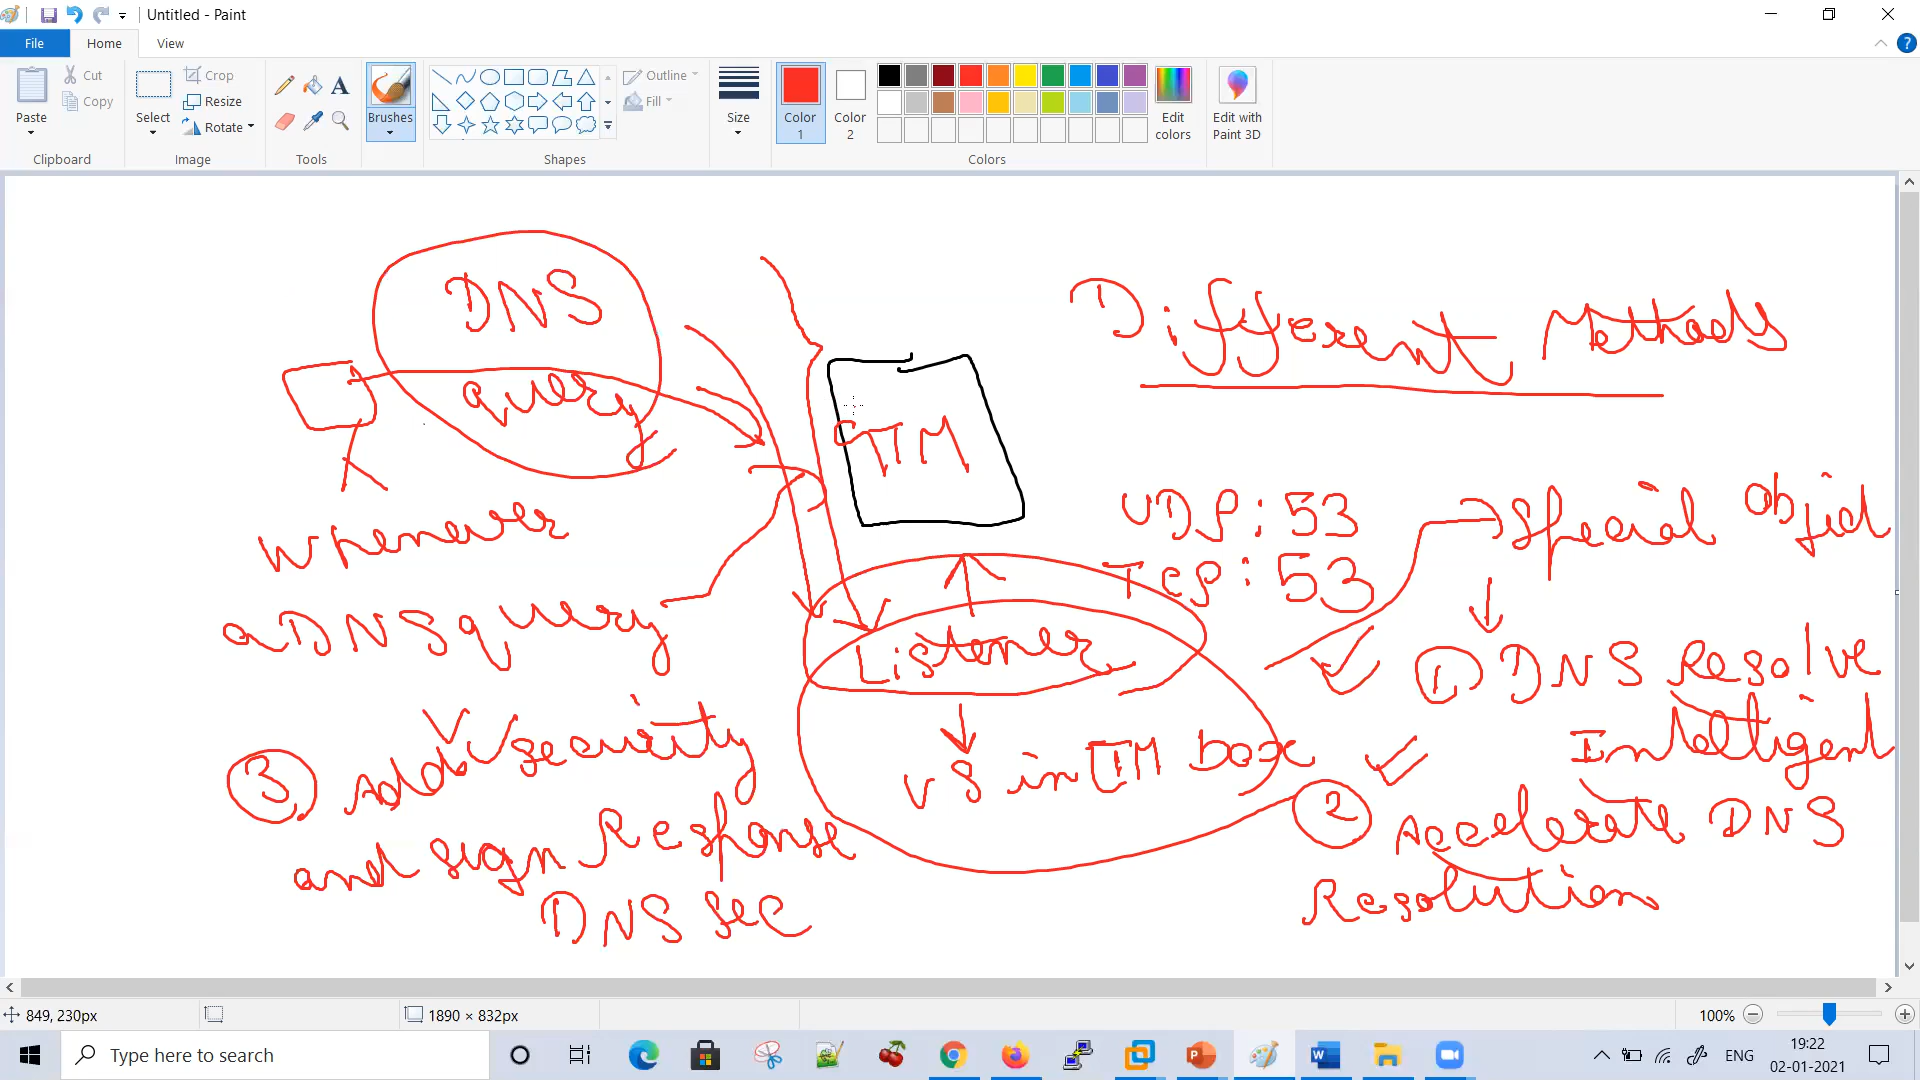 Untitled - Paint
File
Home
View
Paste
Cut
Copy
Clipboard
Select
Crop
Resize
Rotate
Image
Tools
Brushes
Shapes
Outline
Fill
Size
Color
1
Color
2
Edit
colors
Edit with
Paint 3D
Colors
DNS
query
Different Methods
UDP : 53
TCP : 53
Special Object
Whenever
a DNS query
Listener
1. DNS Resolve
Intelligent
VS in box
2 Accelerate DNS
Resolution
3. Adds security
and sign Response
DNS Sec
849, 230px
1890 × 832px
100%
Type here to search
ENG
19:22
02-01-2021